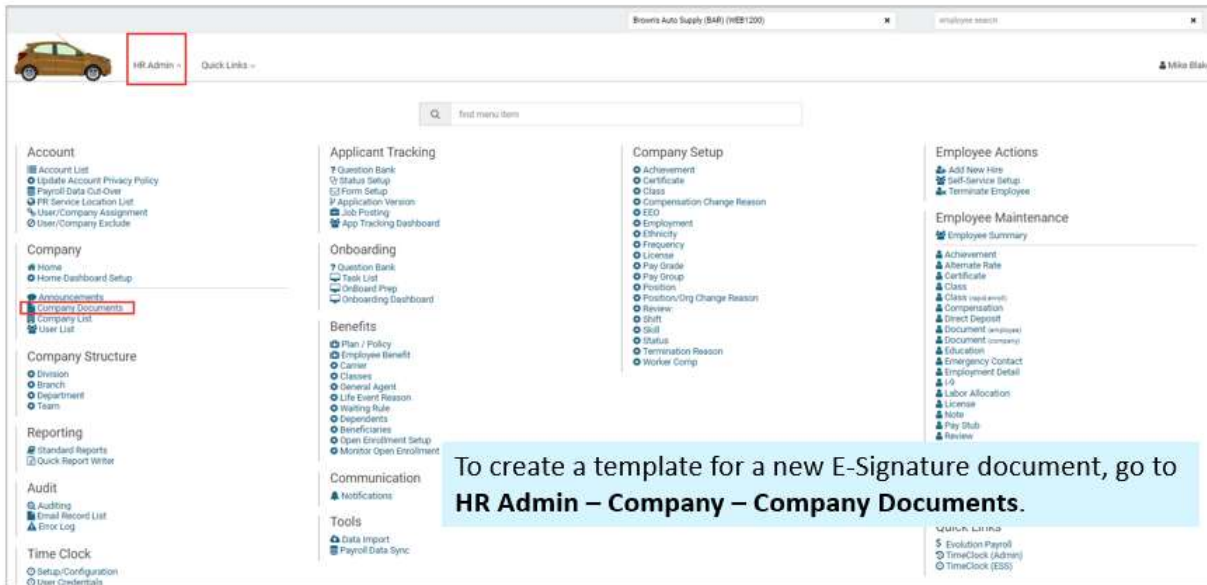 Brown's Auto Supply (BAR) (WEB1200)
employee search
HR Admin
Quick Links
Mike Blak
find menu item
Account
Account List
Update Account Privacy Policy
Payroll Data Cut-Over
PR Service Location List
User/Company Assignment
User/Company Exclude
Company
Home
Home Dashboard Setup
Announcements
Company Documents
Company List
User List
Company Structure
Division
Branch
Department
Team
Reporting
Standard Reports
Quick Report Writer
Audit
Auditing
Email Record List
Error Log
Time Clock
Setup/Configuration
User Credentials
Applicant Tracking
Question Bank
Status Setup
Form Setup
Application Version
Job Posting
App Tracking Dashboard
Onboarding
Question Bank
Task List
OnBoard Prep
Onboarding Dashboard
Benefits
Plan / Policy
Employee Benefit
Carrier
Classes
General Agent
Life Event Reason
Waiting Rule
Dependents
Beneficiaries
Open Enrollment Setup
Monitor Open Enrollment
Communication
Notifications
Tools
Data Import
Payroll Data Sync
Company Setup
Achievement
Certificate
Class
Compensation Change Reason
EEO
Employment
Ethnicity
Frequency
License
Pay Grade
Pay Group
Position
Position/Org Change Reason
Review
Shift
Skill
Status
Termination Reason
Worker Comp
Employee Actions
Add New Hire
Self-Service Setup
Terminate Employee
Employee Maintenance
Employee Summary
Achievement
Alternate Rate
Certificate
Class
Class (rapid enroll)
Compensation
Direct Deposit
Document (employee)
Document (company)
Education
Emergency Contact
Employment Detail
I-9
Labor Allocation
License
Note
Pay Stub
Review
To create a template for a new E-Signature document, go to
HR Admin – Company – Company Documents.
Quick Links
Evolution Payroll
TimeClock (Admin)
TimeClock (ESS)